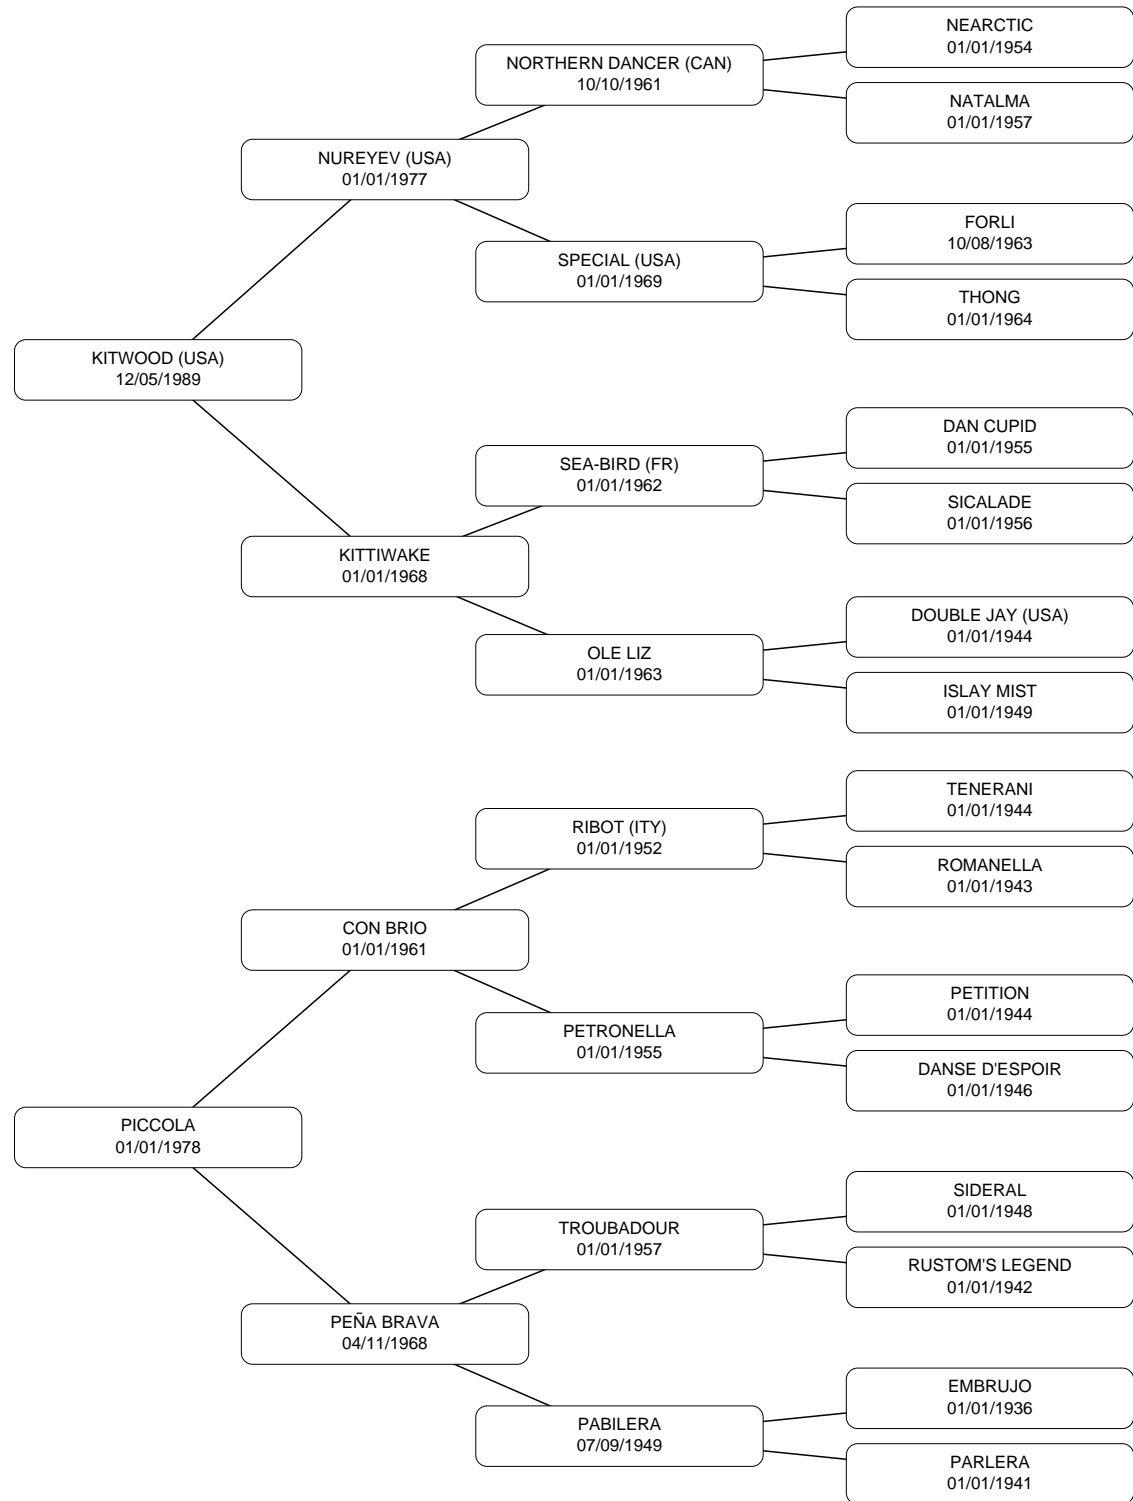 NEARCTIC
01/01/1954
NORTHERN DANCER (CAN)
10/10/1961
NATALMA
01/01/1957
NUREYEV (USA)
01/01/1977
FORLI
10/08/1963
SPECIAL (USA)
01/01/1969
THONG
01/01/1964
KITWOOD (USA)
12/05/1989
DAN CUPID
01/01/1955
SEA-BIRD (FR)
01/01/1962
SICALADE
01/01/1956
KITTIWAKE
01/01/1968
DOUBLE JAY (USA)
01/01/1944
OLE LIZ
01/01/1963
ISLAY MIST
01/01/1949
TENERANI
01/01/1944
RIBOT (ITY)
01/01/1952
ROMANELLA
01/01/1943
CON BRIO
01/01/1961
PETITION
01/01/1944
PETRONELLA
01/01/1955
DANSE D'ESPOIR
01/01/1946
PICCOLA
01/01/1978
SIDERAL
01/01/1948
TROUBADOUR
01/01/1957
RUSTOM'S LEGEND
01/01/1942
PEÑA BRAVA
04/11/1968
EMBRUJO
01/01/1936
PABILERA
07/09/1949
PARLERA
01/01/1941